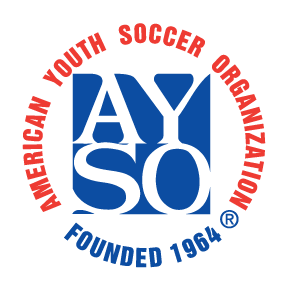 AMERICAN YOUTH SOCCER ORGANIZATION
AY
SO
®
FOUNDED 1964